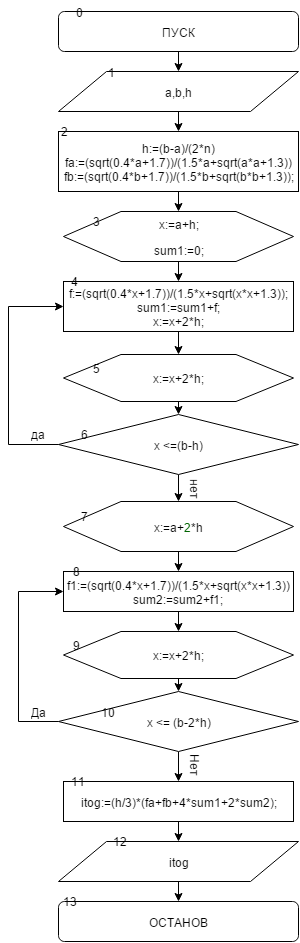 0
ПУСК
1
a,b,h
2
h:=(b-a)/(2*n)
fa:=(sqrt(0.4*a+1.7))/(1.5*a+sqrt(a*a+1.3))
fb:=(sqrt(0.4*b+1.7))/(1.5*b+sqrt(b*b+1.3));
3
x:=a+h;
sum1:=0;
4
f:=(sqrt(0.4*x+1.7))/(1.5*x+sqrt(x*x+1.3));
sum1:=sum1+f;
x:=x+2*h;
5
x:=x+2*h;
6
да
x <=(b-h)
нет
7
x:=a+2*h
8
f1:=(sqrt(0.4*x+1.7))/(1.5*x+sqrt(x*x+1.3))
sum2:=sum2+f1;
9
x:=x+2*h;
10
Да
x <= (b-2*h)
Нет
11
itog:=(h/3)*(fa+fb+4*sum1+2*sum2);
12
itog
13
ОСТАНОВ